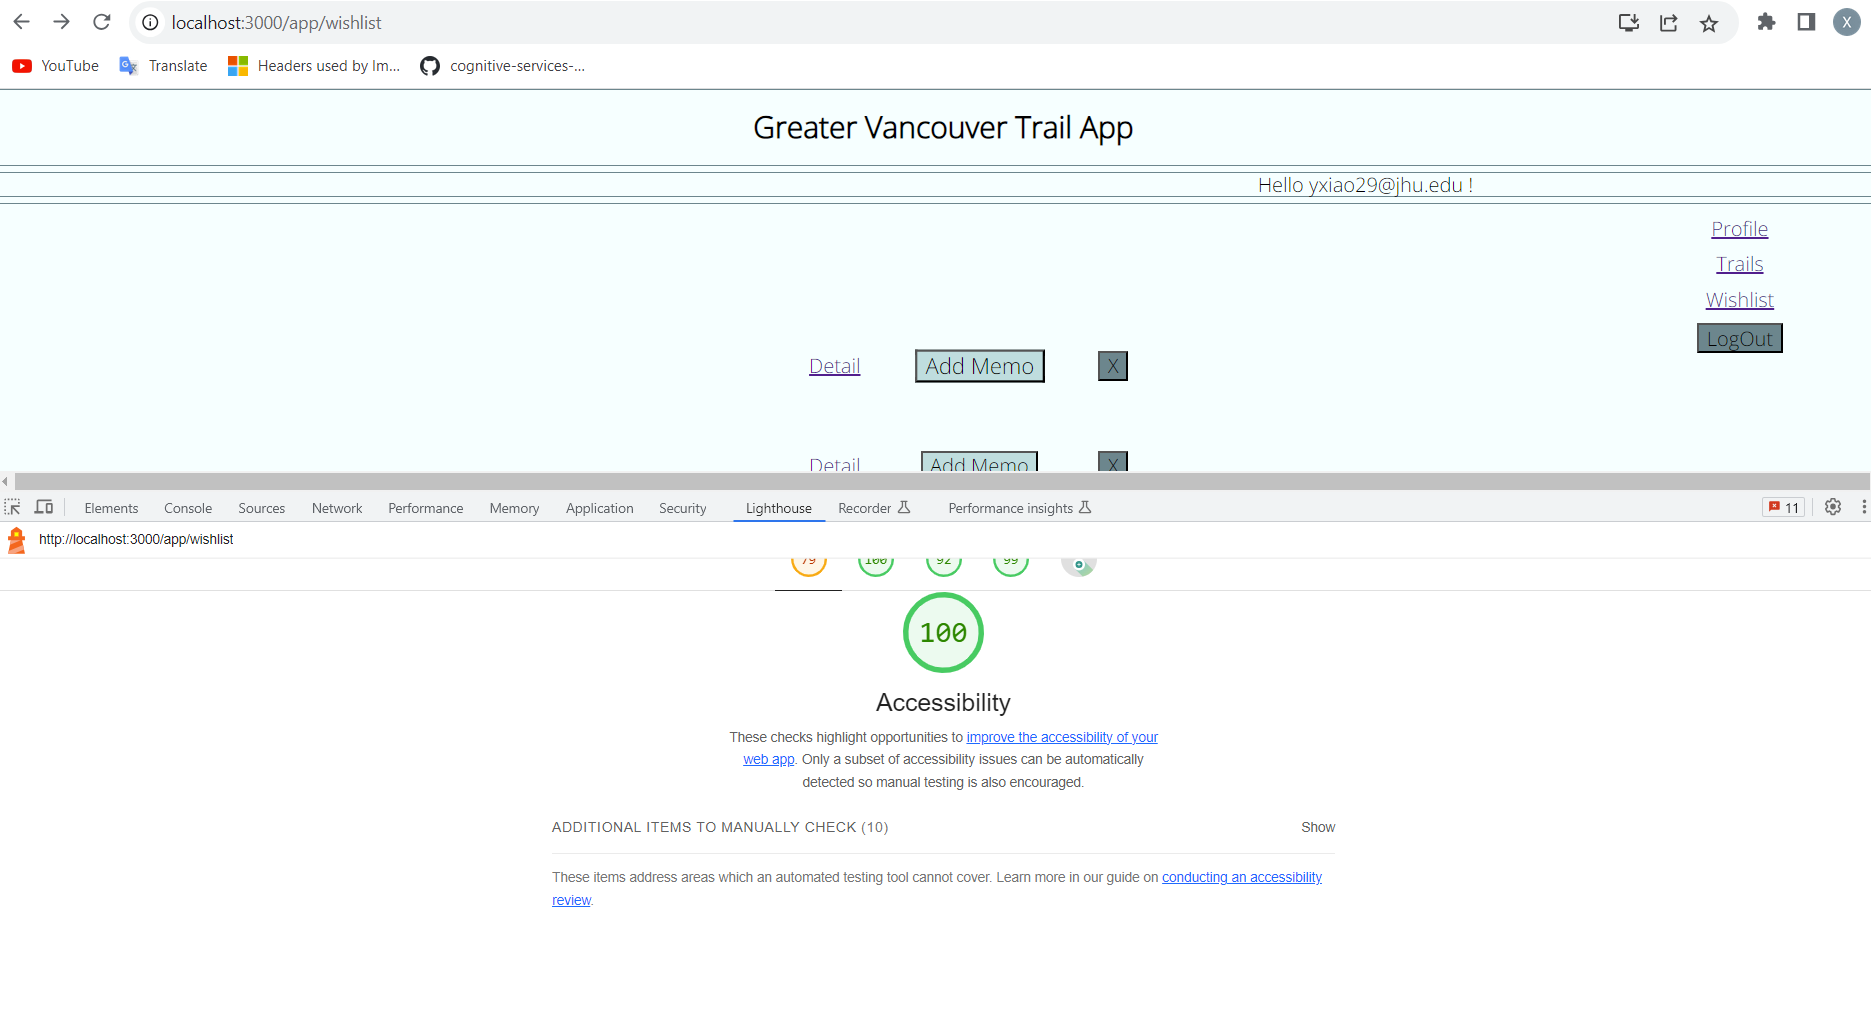 localhost:3000/app/wishlist
X
YouTube
Translate
Headers used by Im...
cognitive-services-...
Greater Vancouver Trail App
Hello yxiao29@jhu.edu !
Profile
Trails
Wishlist
LogOut
Detail Add Memo X
Detail Add Memo X
Elements Console Sources Network Performance Memory Application Security Lighthouse Recorder Performance insights 11
http://localhost:3000/app/wishlist
79 100 92 99
100
Accessibility
These checks highlight opportunities to improve the accessibility of your
web app. Only a subset of accessibility issues can be automatically
detected so manual testing is also encouraged.
ADDITIONAL ITEMS TO MANUALLY CHECK (10) Show
These items address areas which an automated testing tool cannot cover. Learn more in our guide on conducting an accessibility
review.